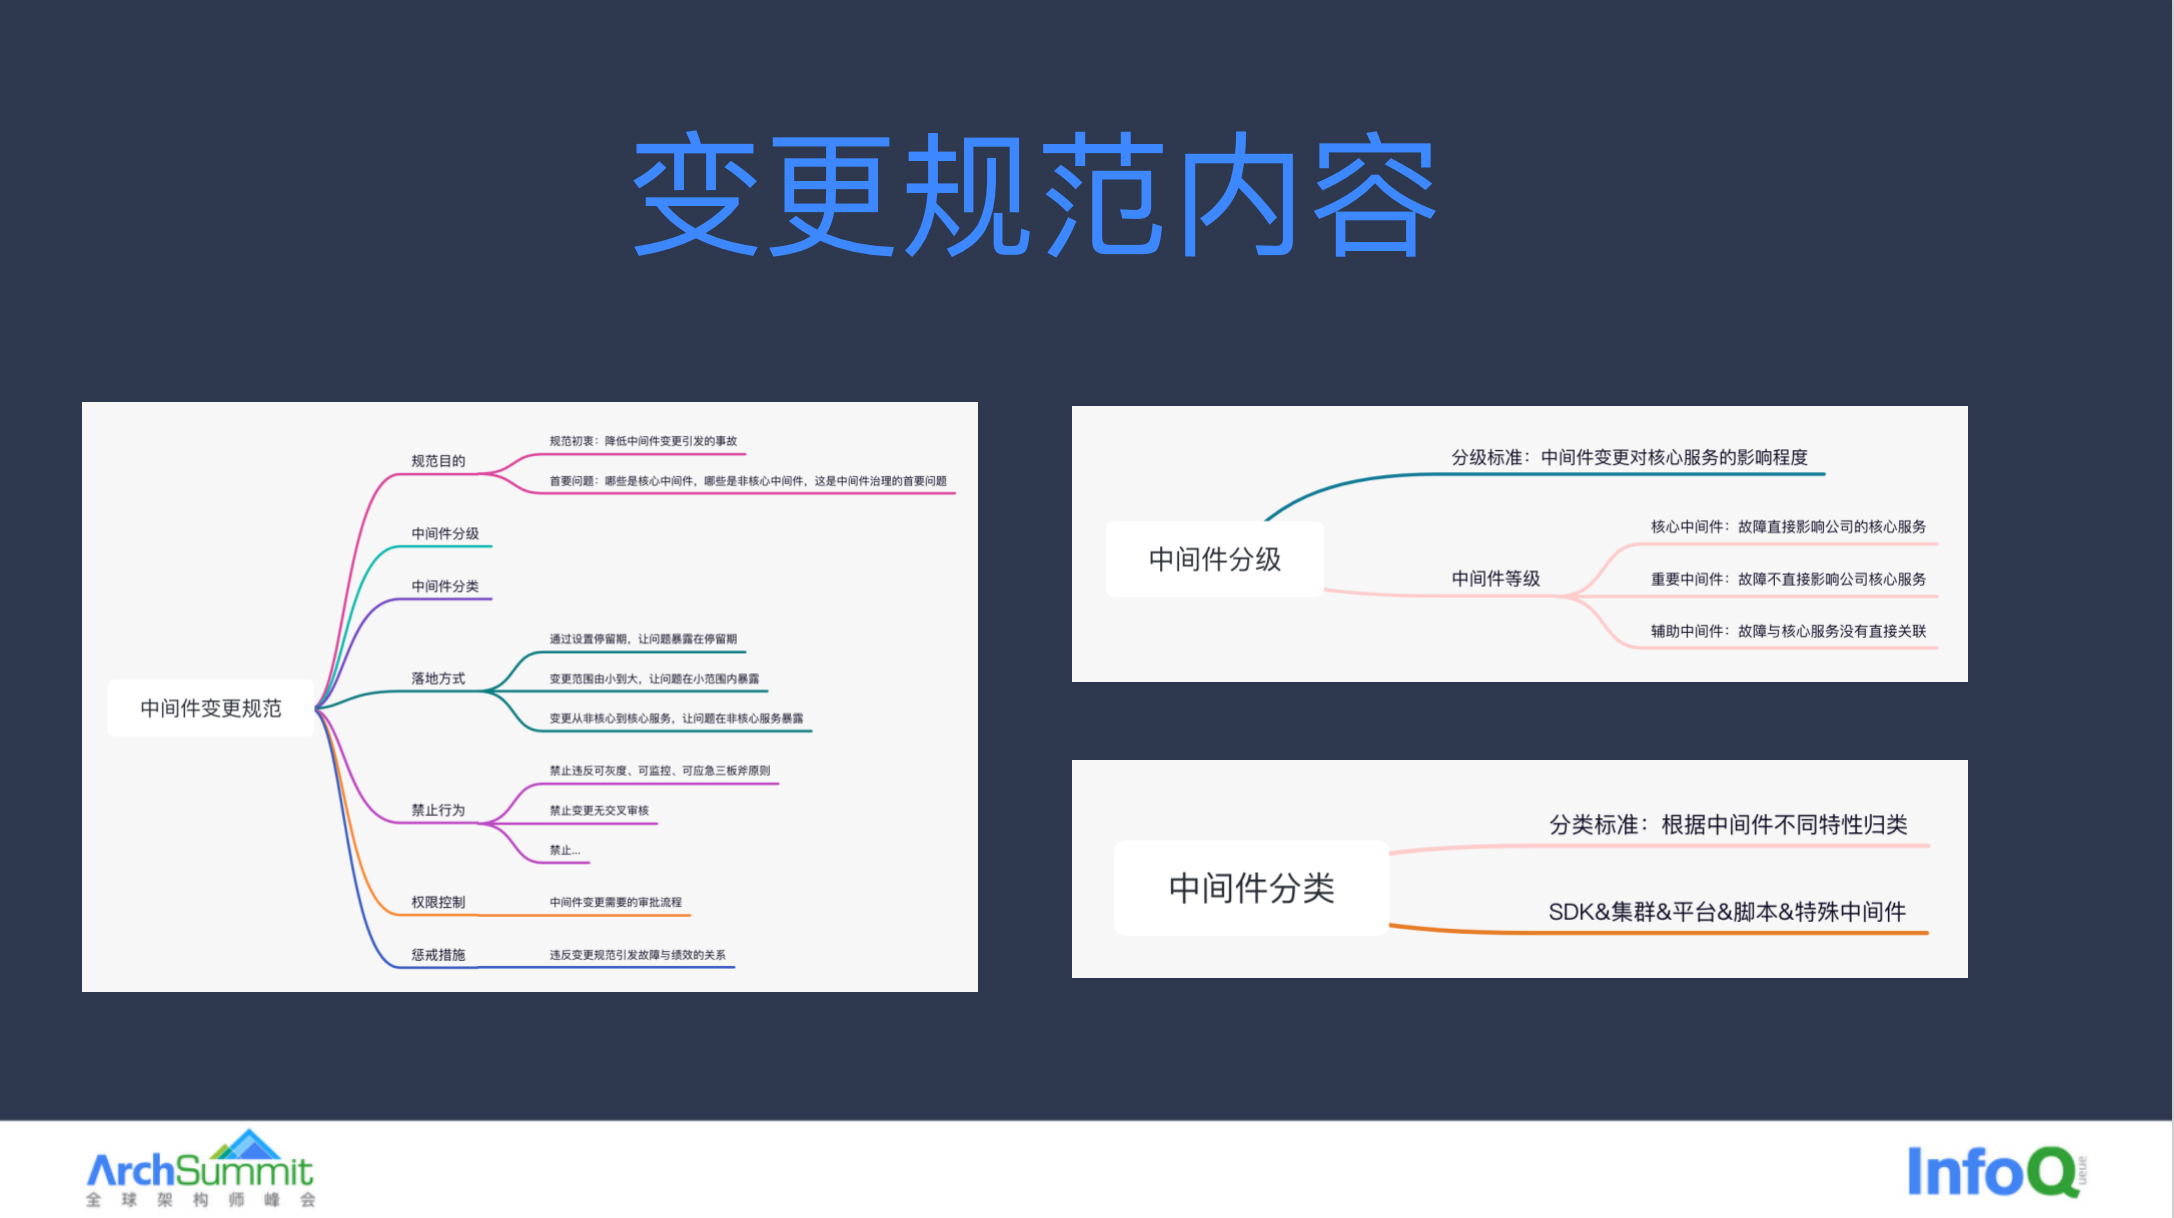 变更规范内容
中间件变更规范
规范目的
规范初衷：降低中间件变更引发的事故
首要问题：哪些是核心中间件，哪些是非核心中间件，这是中间件治理的首要问题
中间件分级
中间件分类
落地方式
通过设置停留期，让问题暴露在停留期
变更范围由小到大，让问题在小范围内暴露
变更从非核心到核心服务，让问题在非核心服务暴露
禁止行为
禁止违反可灰度、可监控、可应急三板斧原则
禁止变更无交叉审核
禁止...
权限控制
中间件变更需要的审批流程
惩戒措施
违反变更规范引发故障与绩效的关系
中间件分级
分级标准：中间件变更对核心服务的影响程度
中间件等级
核心中间件：故障直接影响公司的核心服务
重要中间件：故障不直接影响公司核心服务
辅助中间件：故障与核心服务没有直接关联
中间件分类
分类标准：根据中间件不同特性归类
SDK&集群&平台&脚本&特殊中间件
ArchSummit
全球架构师峰会
InfoQ
ueue